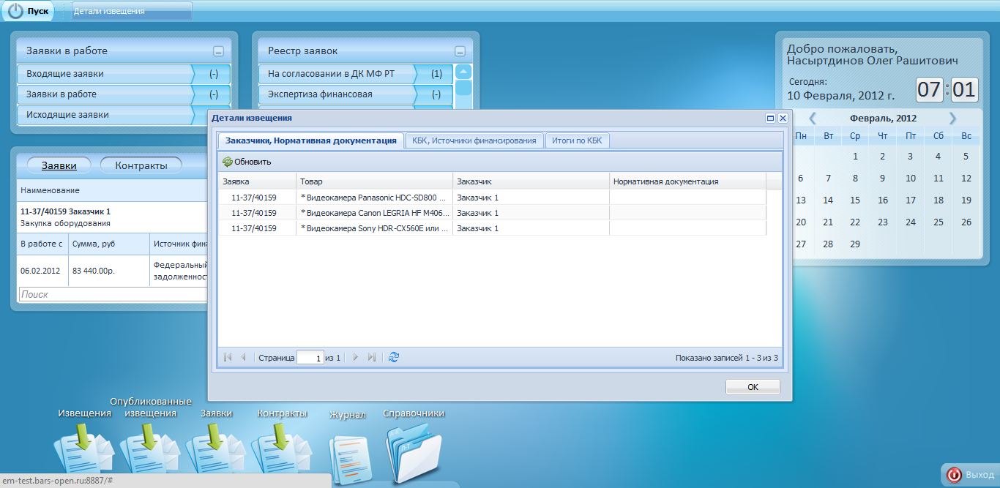 Пуск
Детали извещения
Заявки в работе
Входящие заявки (-)
Заявки в работе (-)
Исходящие заявки
Реестр заявок
На согласовании в ДК МФ РТ (1)
Экспертиза финансовая (-)
Добро пожаловать,
Насыртдинов Олег Рашитович
Сегодня:
10 Февраля, 2012 г.
07:01
Февраль, 2012
Пн Вт Ср Чт Пт Сб Вс
1 2 3 4 5
6 7 8 9 10 11 12
13 14 15 16 17 18 19
20 21 22 23 24 25 26
27 28 29
Заявки Контракты
Наименование
11-37/40159 Заказчик 1
Закупка оборудования
В работе с Сумма, руб Источник фин
06.02.2012 83 440.00р. Федеральный
задолженност
Поиск
Детали извещения
Заказчики, Нормативная документация КБК, Источники финансирования Итоги по КБК
Обновить
Заявка Товар Заказчик Нормативная документация
11-37/40159 * Видеокамера Panasonic HDC-SD800 ... Заказчик 1
11-37/40159 * Видеокамера Canon LEGRIA HF M406... Заказчик 1
11-37/40159 * Видеокамера Sony HDR-CX560E или ... Заказчик 1
Страница 1 из 1 Показано записей 1 - 3 из 3
OK
Извещения
Опубликованные
извещения
Заявки
Контракты
Журнал
Справочники
em-test.bars-open.ru:8887/#
Выход